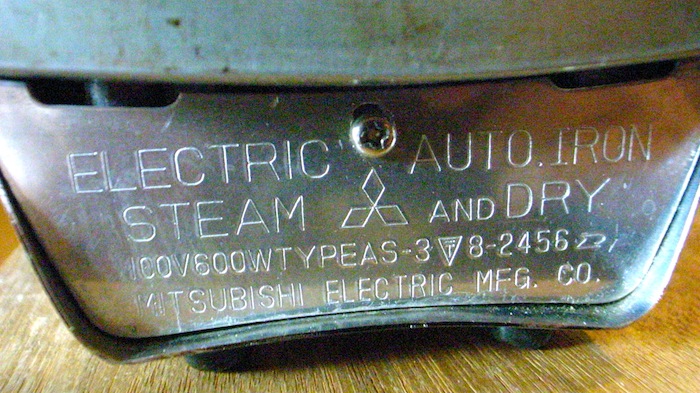 ELECTRIC AUTO. IRON
STEAM AND DRY
100V600WTYPEAS-3 8-2456
MITSUBISHI ELECTRIC MFG. CO.